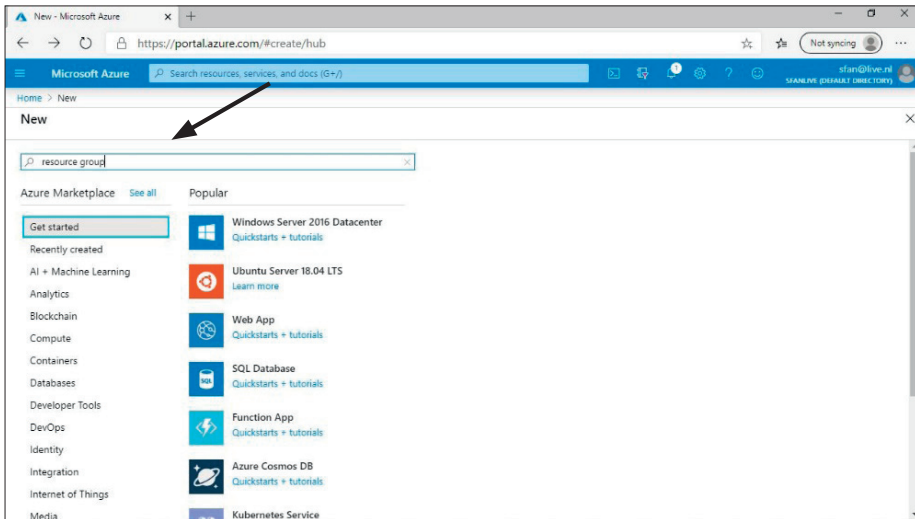 New - Microsoft Azure
https://portal.azure.com/#create/hub
Not syncing
Microsoft Azure
Search resources, services, and docs (G+/)
1
sfan@live.nl
SFANLIVE (DEFAULT DIRECTORY)
Home > New
New
resource group
Azure Marketplace See all
Popular
Get started
Recently created
AI + Machine Learning
Analytics
Blockchain
Compute
Containers
Databases
Developer Tools
DevOps
Identity
Integration
Internet of Things
Media
Windows Server 2016 Datacenter
Quickstarts + tutorials
Ubuntu Server 18.04 LTS
Learn more
Web App
Quickstarts + tutorials
SQL
SQL Database
Quickstarts + tutorials
Function App
Quickstarts + tutorials
Azure Cosmos DB
Quickstarts + tutorials
Kubernetes Service